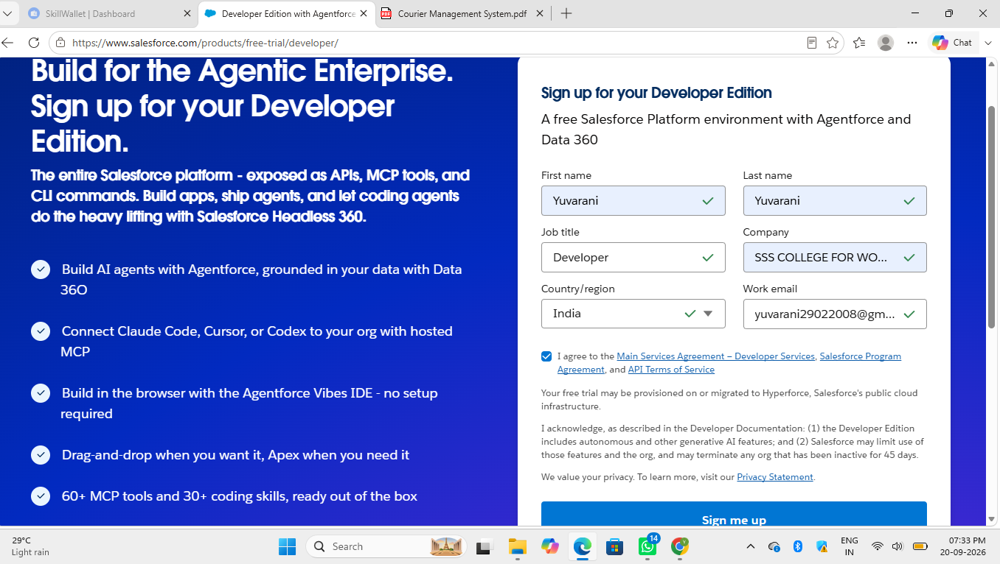 SkillWallet | Dashboard
Developer Edition with Agentforce
PDF
Courier Management System.pdf
https://www.salesforce.com/products/free-trial/developer/
Chat
Build for the Agentic Enterprise.
Sign up for your Developer
Edition.
The entire Salesforce platform - exposed as APIs, MCP tools, and
CLI commands. Build apps, ship agents, and let coding agents
do the heavy lifting with Salesforce Headless 360.
Build AI agents with Agentforce, grounded in your data with Data
36O
Connect Claude Code, Cursor, or Codex to your org with hosted
MCP
Build in the browser with the Agentforce Vibes IDE - no setup
required
Drag-and-drop when you want it, Apex when you need it
60+ MCP tools and 30+ coding skills, ready out of the box
Sign up for your Developer Edition
A free Salesforce Platform environment with Agentforce and
Data 360
First name
Last name
Yuvarani
Yuvarani
Job title
Company
Developer
SSS COLLEGE FOR WO...
Country/region
Work email
India
yuvarani29022008@gm...
I agree to the Main Services Agreement – Developer Services, Salesforce Program
Agreement, and API Terms of Service
Your free trial may be provisioned on or migrated to Hyperforce, Salesforce's public cloud
infrastructure.
I acknowledge, as described in the Developer Documentation: (1) the Developer Edition
includes autonomous and other generative AI features; and (2) Salesforce may limit use of
those features and the org, and may terminate any org that has been inactive for 45 days.
We value your privacy. To learn more, visit our Privacy Statement.
Sign me up
29°C
Light rain
Search
14
ENG
IN
07:33 PM
20-09-2026